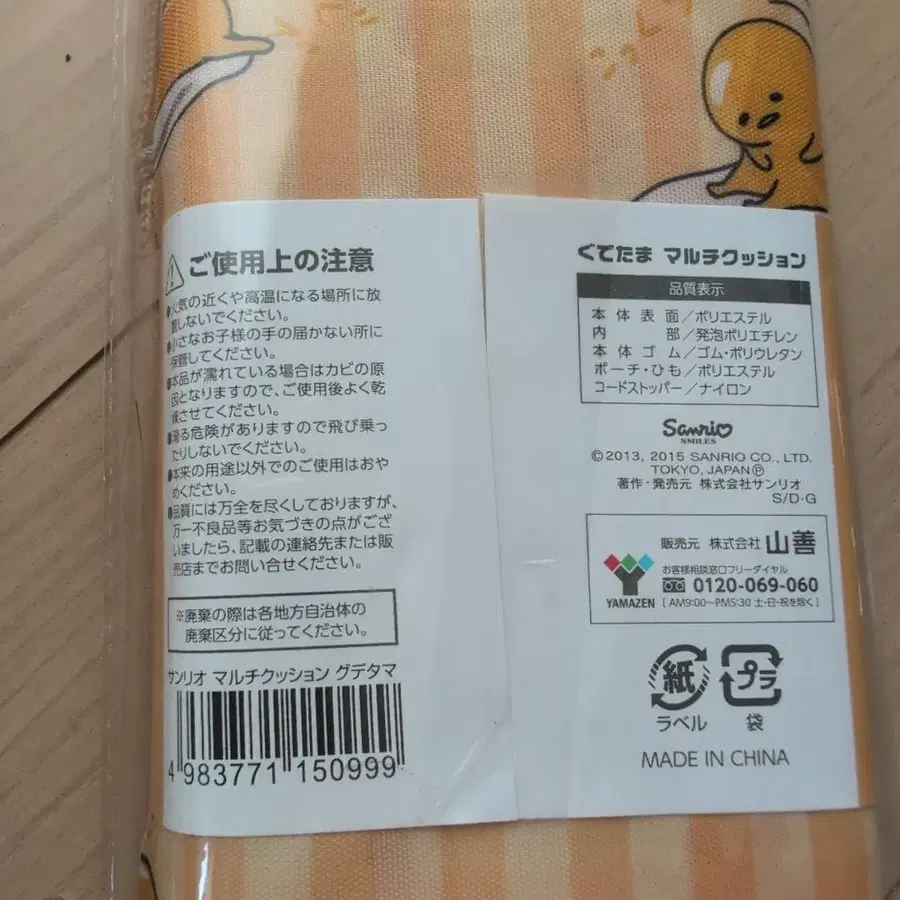 ご使用上の注意
●火気の近くや高温になる場所に放
置しないでください。
●小さなお子様の手の届かない所に
保管してください。
●本品が濡れている場合はカビの原
因となりますので、ご使用後よく乾
燥させてください。
●滑る危険がありますので飛び乗っ
たりしないでください。
●本来の用途以外でのご使用はおや
めください。
●品質には万全を尽くしておりますが、
万一不良品等お気づきの点がござ
いましたら、記載の連絡先または販
売店までお問い合せください。
※廃棄の際は各地方自治体の
廃棄区分に従ってください。
サンリオ マルチクッション グデタマ
4 983771 150999
ぐでたま マルチクッション
品質表示
本体表面/ポリエステル
内部/発泡ポリエチレン
本体ゴム/ゴム・ポリウレタン
ポーチ・ひも/ポリエステル
コードストッパー/ナイロン
Sanrio
SMILES
©2013, 2015 SANRIO CO., LTD.
TOKYO, JAPAN Ⓟ
著作・発売元 株式会社サンリオ
S/D・G
販売元 株式会社 山善
お客様相談窓口フリーダイヤル
0120-069-060
YAMAZEN
[AM9:00~PM5:30 土・日・祝を除く]
紙 プラ
ラベル 袋
MADE IN CHINA